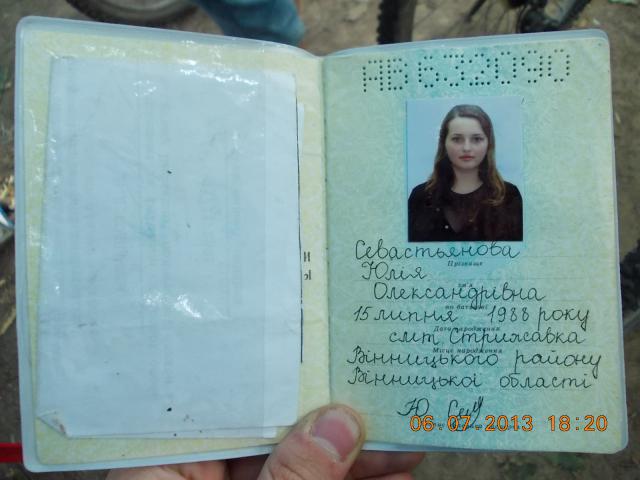 АВ 632090
Севастьянова
Прізвище
Юлія
ім'я
Олександрівна
по батькові
15 липня 1988 року
Дата народження
смт Стрижавка
Місце народження
Вінницького району
Вінницької області
06.07.2013 18:20